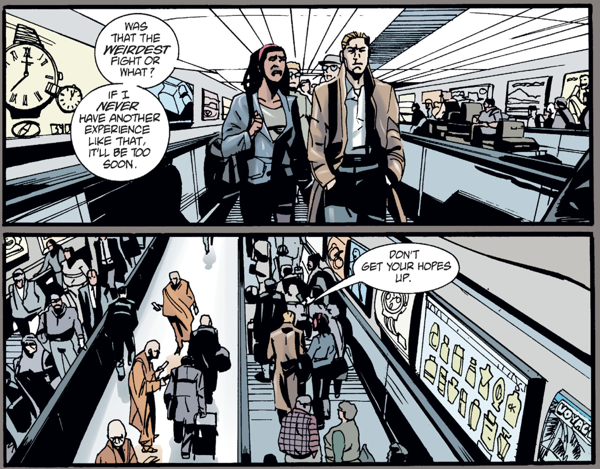 WAS
THAT THE
WEIRDEST
FIGHT OR
WHAT?
IF I
NEVER
HAVE ANOTHER
EXPERIENCE
LIKE THAT,
IT'LL BE TOO
SOON.
DON'T
GET YOUR HOPES
UP.
VOYAG